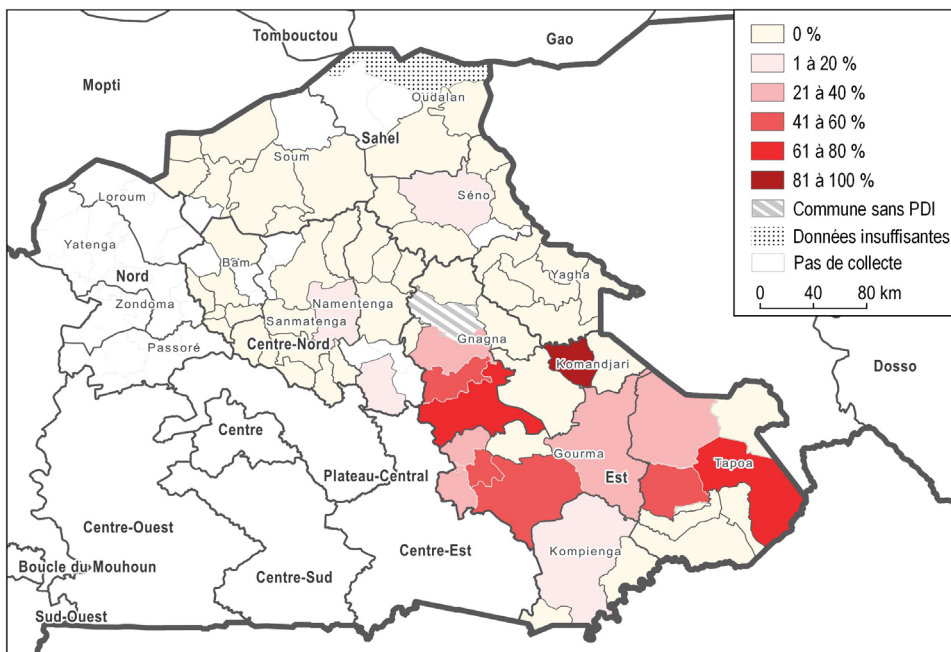 Tombouctou
Gao
Mopti
Oudalan
Sahel
Soum
Séno
Loroum
Yatenga
Bam
Yagha
Nord
Namentenga
Zondoma
Sanmatenga
Gnagna
Centre-Nord
Passoré
Komandjari
Dosso
Centre
Gourma
Tapoa
Plateau-Central
Est
Centre-Ouest
Kompienga
Centre-Est
Boucle du Mouhoun
Centre-Sud
Sud-Ouest
0 %
1 à 20 %
21 à 40 %
41 à 60 %
61 à 80 %
81 à 100 %
Commune sans PDI
Données insuffisantes
Pas de collecte
0 40 80 km